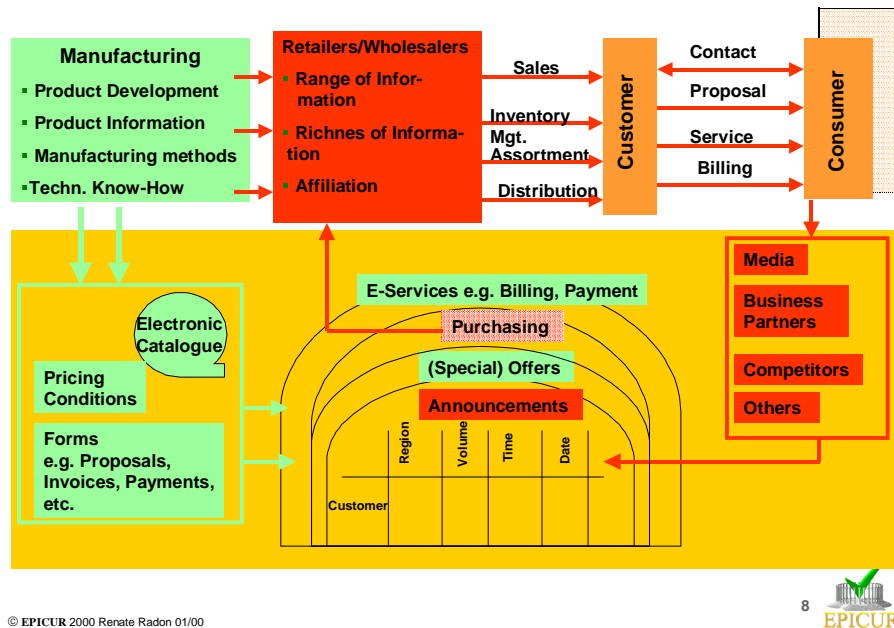 Manufacturing
▪ Product Development
▪ Product Information
▪ Manufacturing methods
▪Techn. Know-How
Retailers/Wholesalers
▪ Range of Infor-
mation
▪ Richnes of Informa-
tion
▪ Affiliation
Sales
Inventory
Mgt.
Assortment
Distribution
Customer
Contact
Proposal
Service
Billing
Consumer
Electronic
Catalogue
Pricing
Conditions
Forms
e.g. Proposals,
Invoices, Payments,
etc.
E-Services e.g. Billing, Payment
Purchasing
(Special) Offers
Announcements
Region
Volume
Time
Date
Customer
Media
Business
Partners
Competitors
Others
© EPICUR 2000 Renate Radon 01/00
8
EPICUR